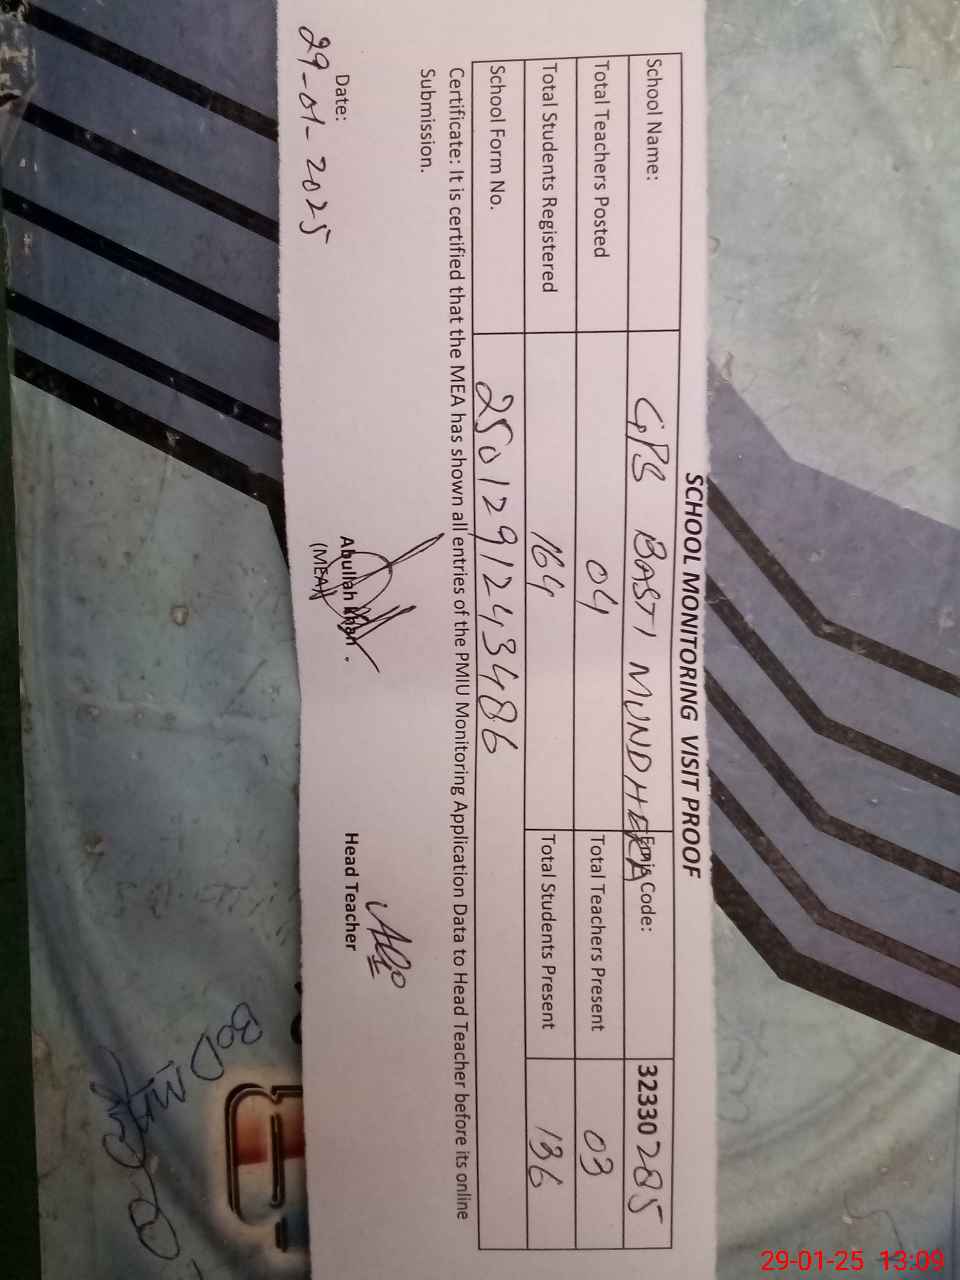 SCHOOL MONITORING VISIT PROOF
School Name: GPS BASTI MUNDHERA Emis Code: 32330285
Total Teachers Posted 04 Total Teachers Present 03
Total Students Registered 164 Total Students Present 136
School Form No. 2501291243486
Certificate: It is certified that the MEA has shown all entries of the PMIU Monitoring Application Data to Head Teacher before its online
Submission.
Date:
29-01-2025
Abullah khan .
(MEA)
Head Teacher
29-01-25 13:09